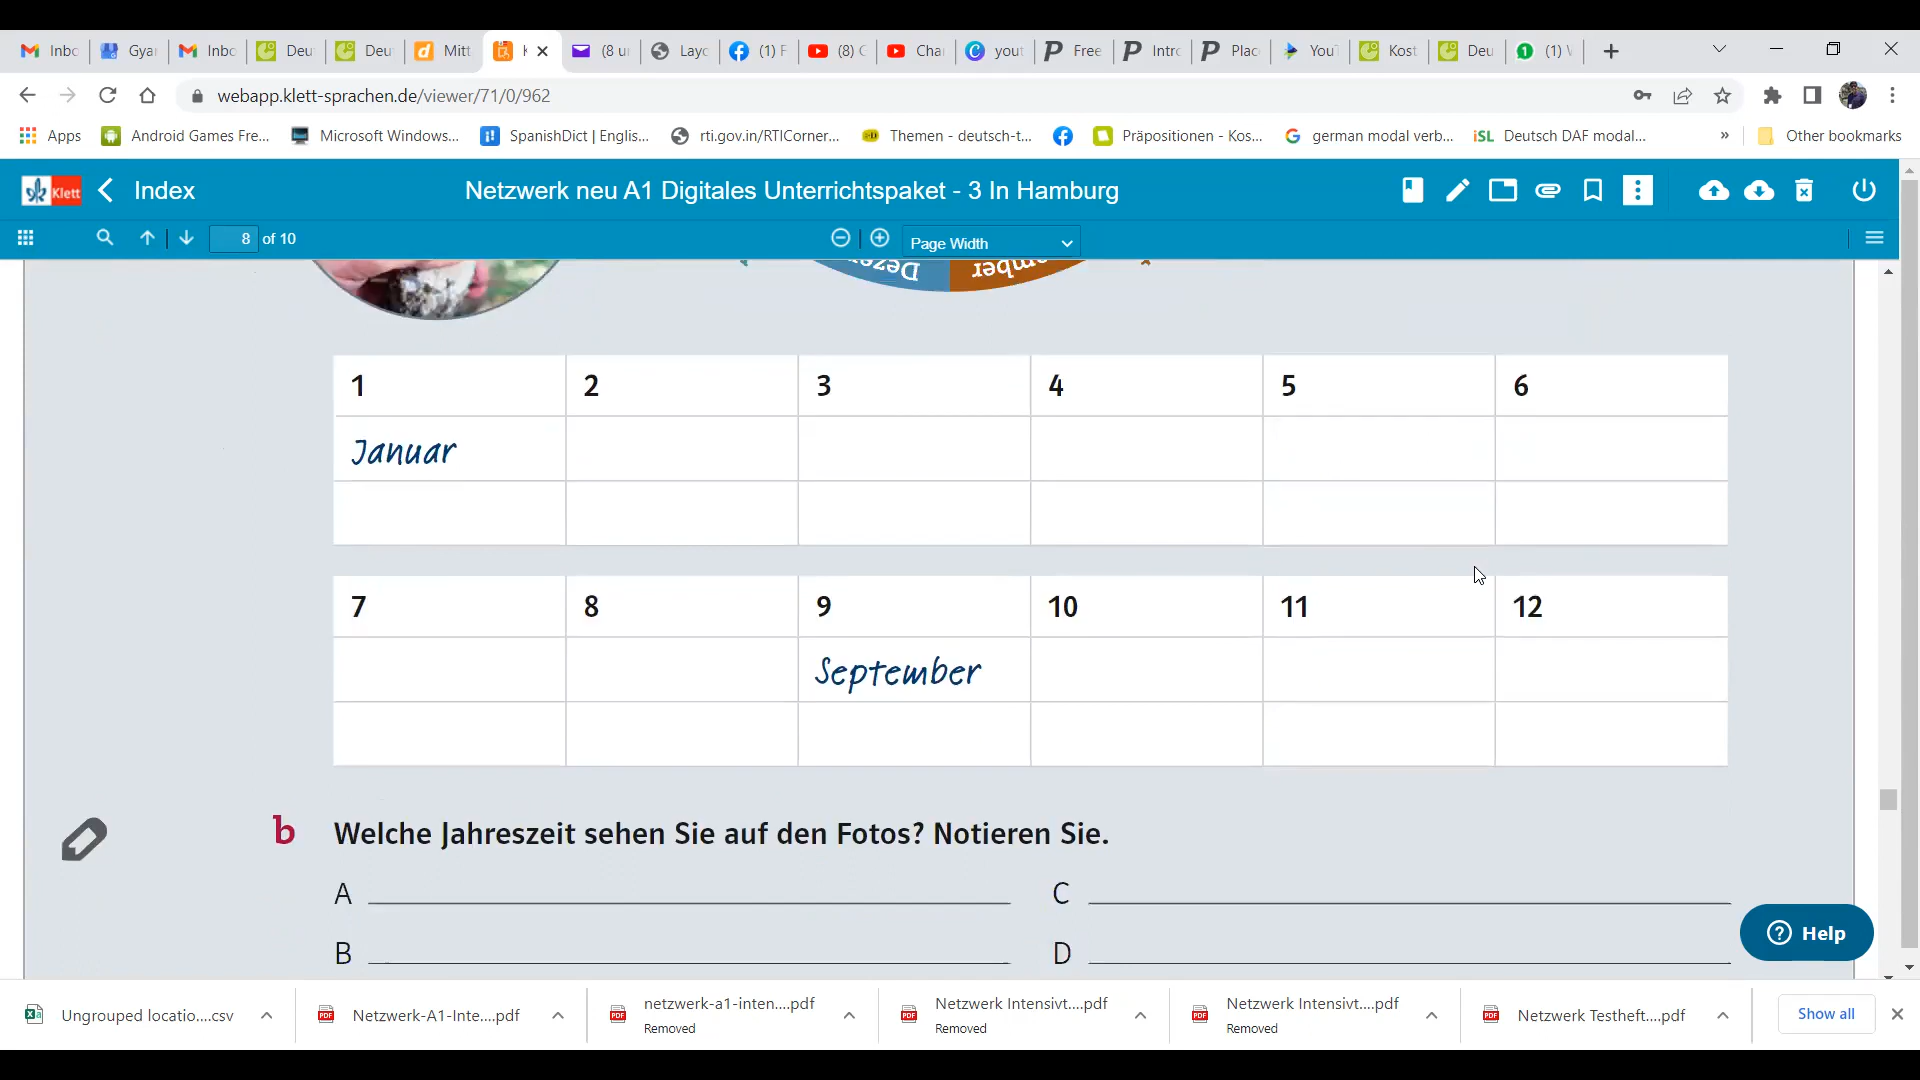 Inbo Gyar Inbo Deu Deu Mitt K (8 u Layo (1) F (8) C Cha yout Free Intro Plac YouT Kost Deu (1)
webapp.klett-sprachen.de/viewer/71/0/962
Apps Android Games Fre... Microsoft Windows... SpanishDict | Englis... rti.gov.in/RTICorner... Themen - deutsch-t... Präpositionen - Kos... german modal verb... iSL Deutsch DAF modal... » Other bookmarks
Klett Index Netzwerk neu A1 Digitales Unterrichtspaket - 3 In Hamburg
8 of 10 Page Width
1 2 3 4 5 6
Januar
7 8 9 10 11 12
September
b Welche Jahreszeit sehen Sie auf den Fotos? Notieren Sie.
A C
B D
Help
Ungrouped locatio....csv Netzwerk-A1-Inte....pdf netzwerk-a1-inten....pdf Netzwerk Intensivt....pdf Netzwerk Intensivt....pdf Netzwerk Testheft....pdf Show all
Removed Removed Removed